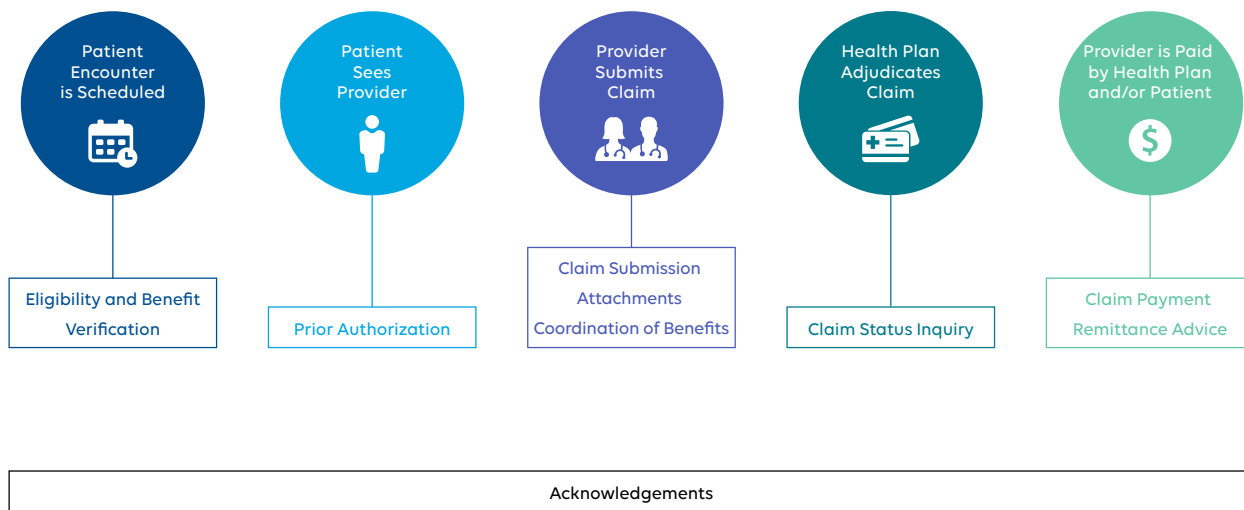 Patient
Encounter
is Scheduled
Patient
Sees
Provider
Provider
Submits
Claim
Health Plan
Adjudicates
Claim
Provider is Paid
by Health Plan
and/or Patient
$
Eligibility and Benefit
Verification
Prior Authorization
Claim Submission
Attachments
Coordination of Benefits
Claim Status Inquiry
Claim Payment
Remittance Advice
Acknowledgements